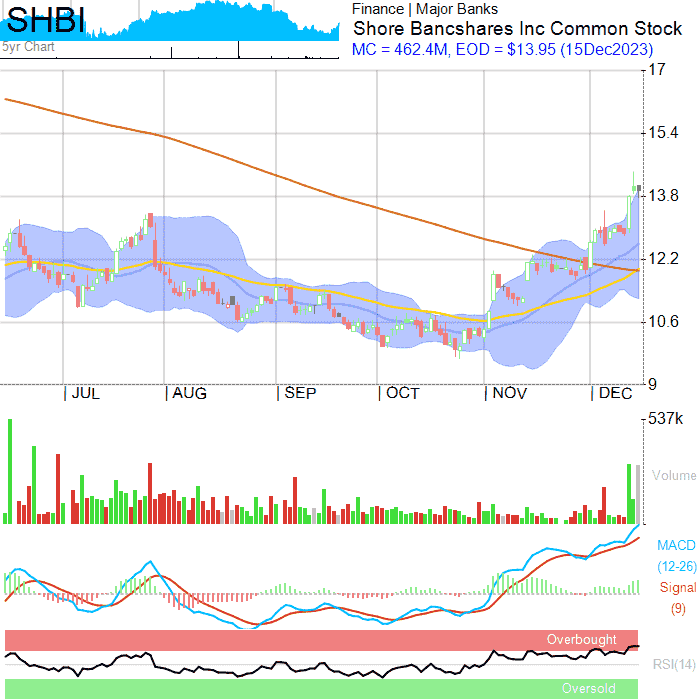 SHBI
5yr Chart
Finance | Major Banks
Shore Bancshares Inc Common Stock
MC = 462.4M, EOD = $13.95 (15Dec2023)
17
15.4
13.8
12.2
10.6
9
JUL
AUG
SEP
OCT
NOV
DEC
537k
Volume
MACD
(12-26)
Signal
(9)
Overbought
RSI(14)
Oversold